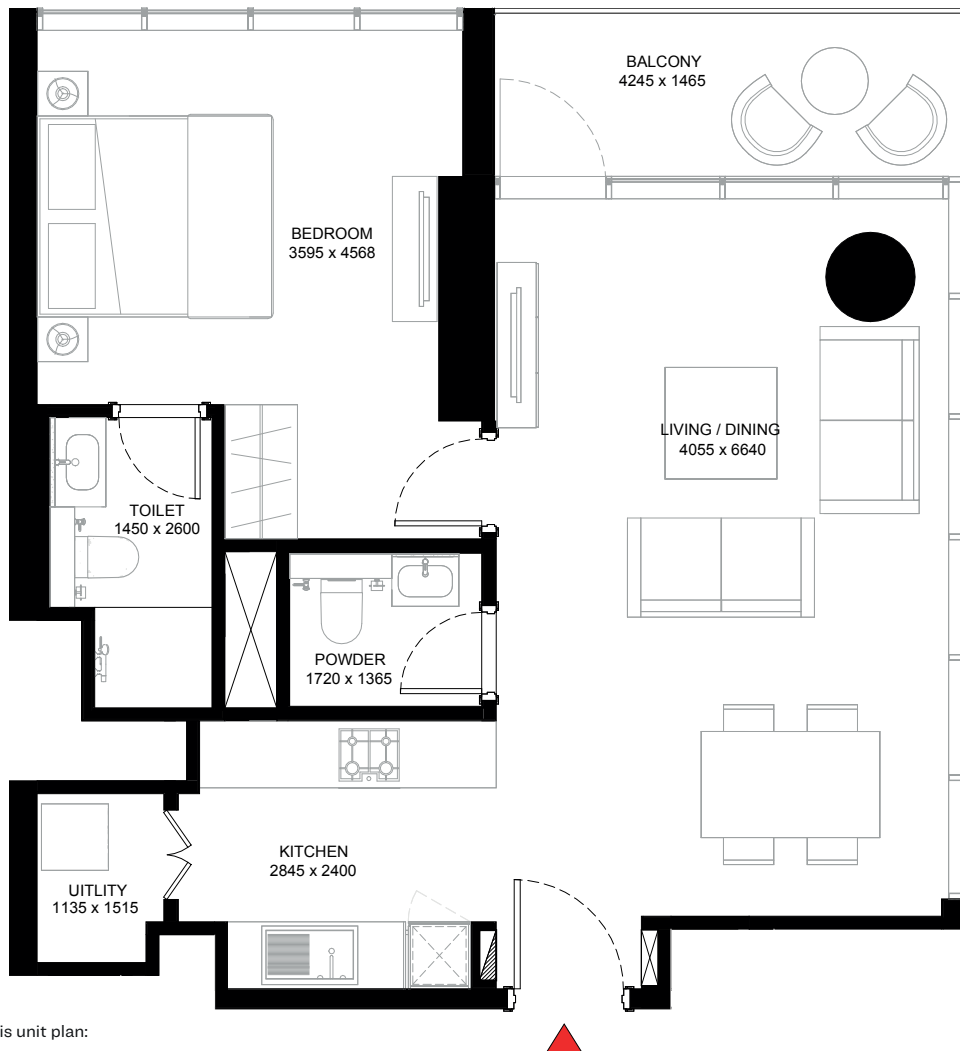 BALCONY
4245 x 1465
BEDROOM
3595 x 4568
LIVING / DINING
4055 x 6640
TOILET
1450 x 2600
POWDER
1720 x 1365
KITCHEN
2845 x 2400
UITLITY
1135 x 1515
is unit plan: